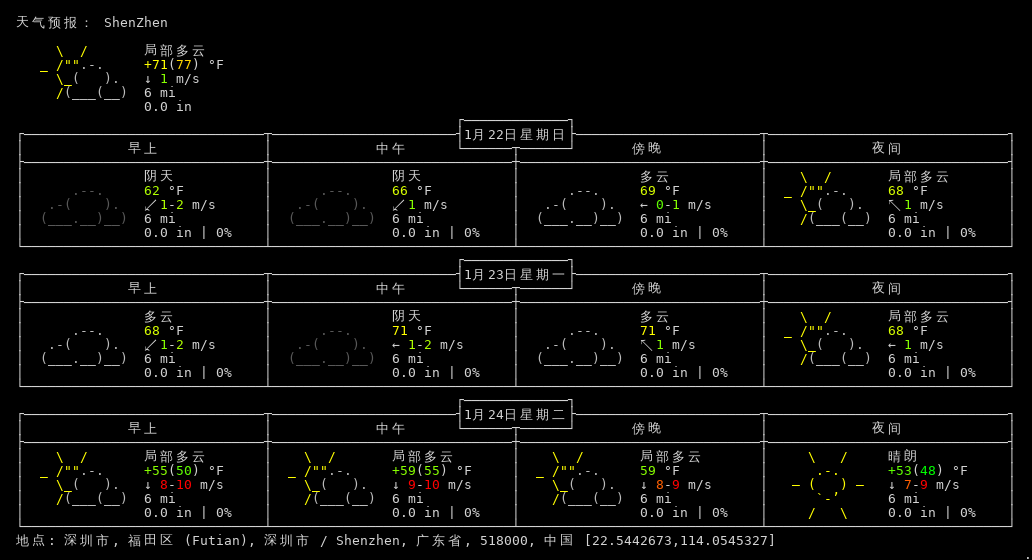 天气预报： ShenZhen
局部多云
+71(77) °F
↓ 1 m/s
6 mi
0.0 in
1月22日星期日
早上 中午 傍晚 夜间
阴天 阴天 多云 局部多云
62 °F 66 °F 69 °F 68 °F
↙ 1-2 m/s ↙ 1 m/s ← 0-1 m/s ↖ 1 m/s
6 mi 6 mi 6 mi 6 mi
0.0 in | 0% 0.0 in | 0% 0.0 in | 0% 0.0 in | 0%
1月23日星期一
早上 中午 傍晚 夜间
多云 阴天 多云 局部多云
68 °F 71 °F 71 °F 68 °F
↙ 1-2 m/s ← 1-2 m/s ↖ 1 m/s ← 1 m/s
6 mi 6 mi 6 mi 6 mi
0.0 in | 0% 0.0 in | 0% 0.0 in | 0% 0.0 in | 0%
1月24日星期二
早上 中午 傍晚 夜间
局部多云 局部多云 局部多云 晴朗
+55(50) °F +59(55) °F 59 °F +53(48) °F
↓ 8-10 m/s ↓ 9-10 m/s ↓ 8-9 m/s ↓ 7-9 m/s
6 mi 6 mi 6 mi 6 mi
0.0 in | 0% 0.0 in | 0% 0.0 in | 0% 0.0 in | 0%
地点: 深圳市, 福田区 (Futian), 深圳市 / Shenzhen, 广东省, 518000, 中国 [22.5442673,114.0545327]